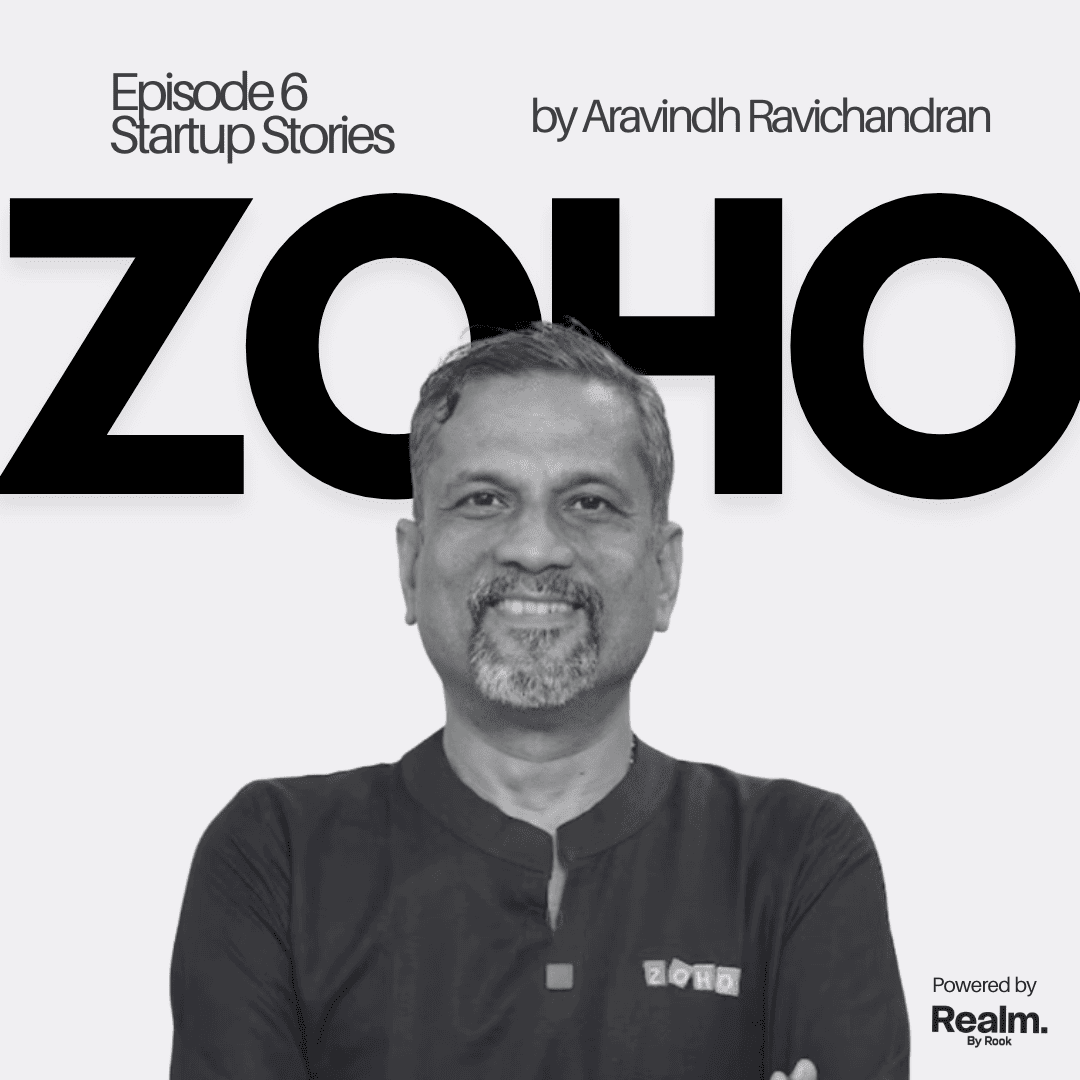 Episode 6
Startup Stories
by Aravindh Ravichandran
ZOHO
ZOHO
Powered by
Realm.
By Rook